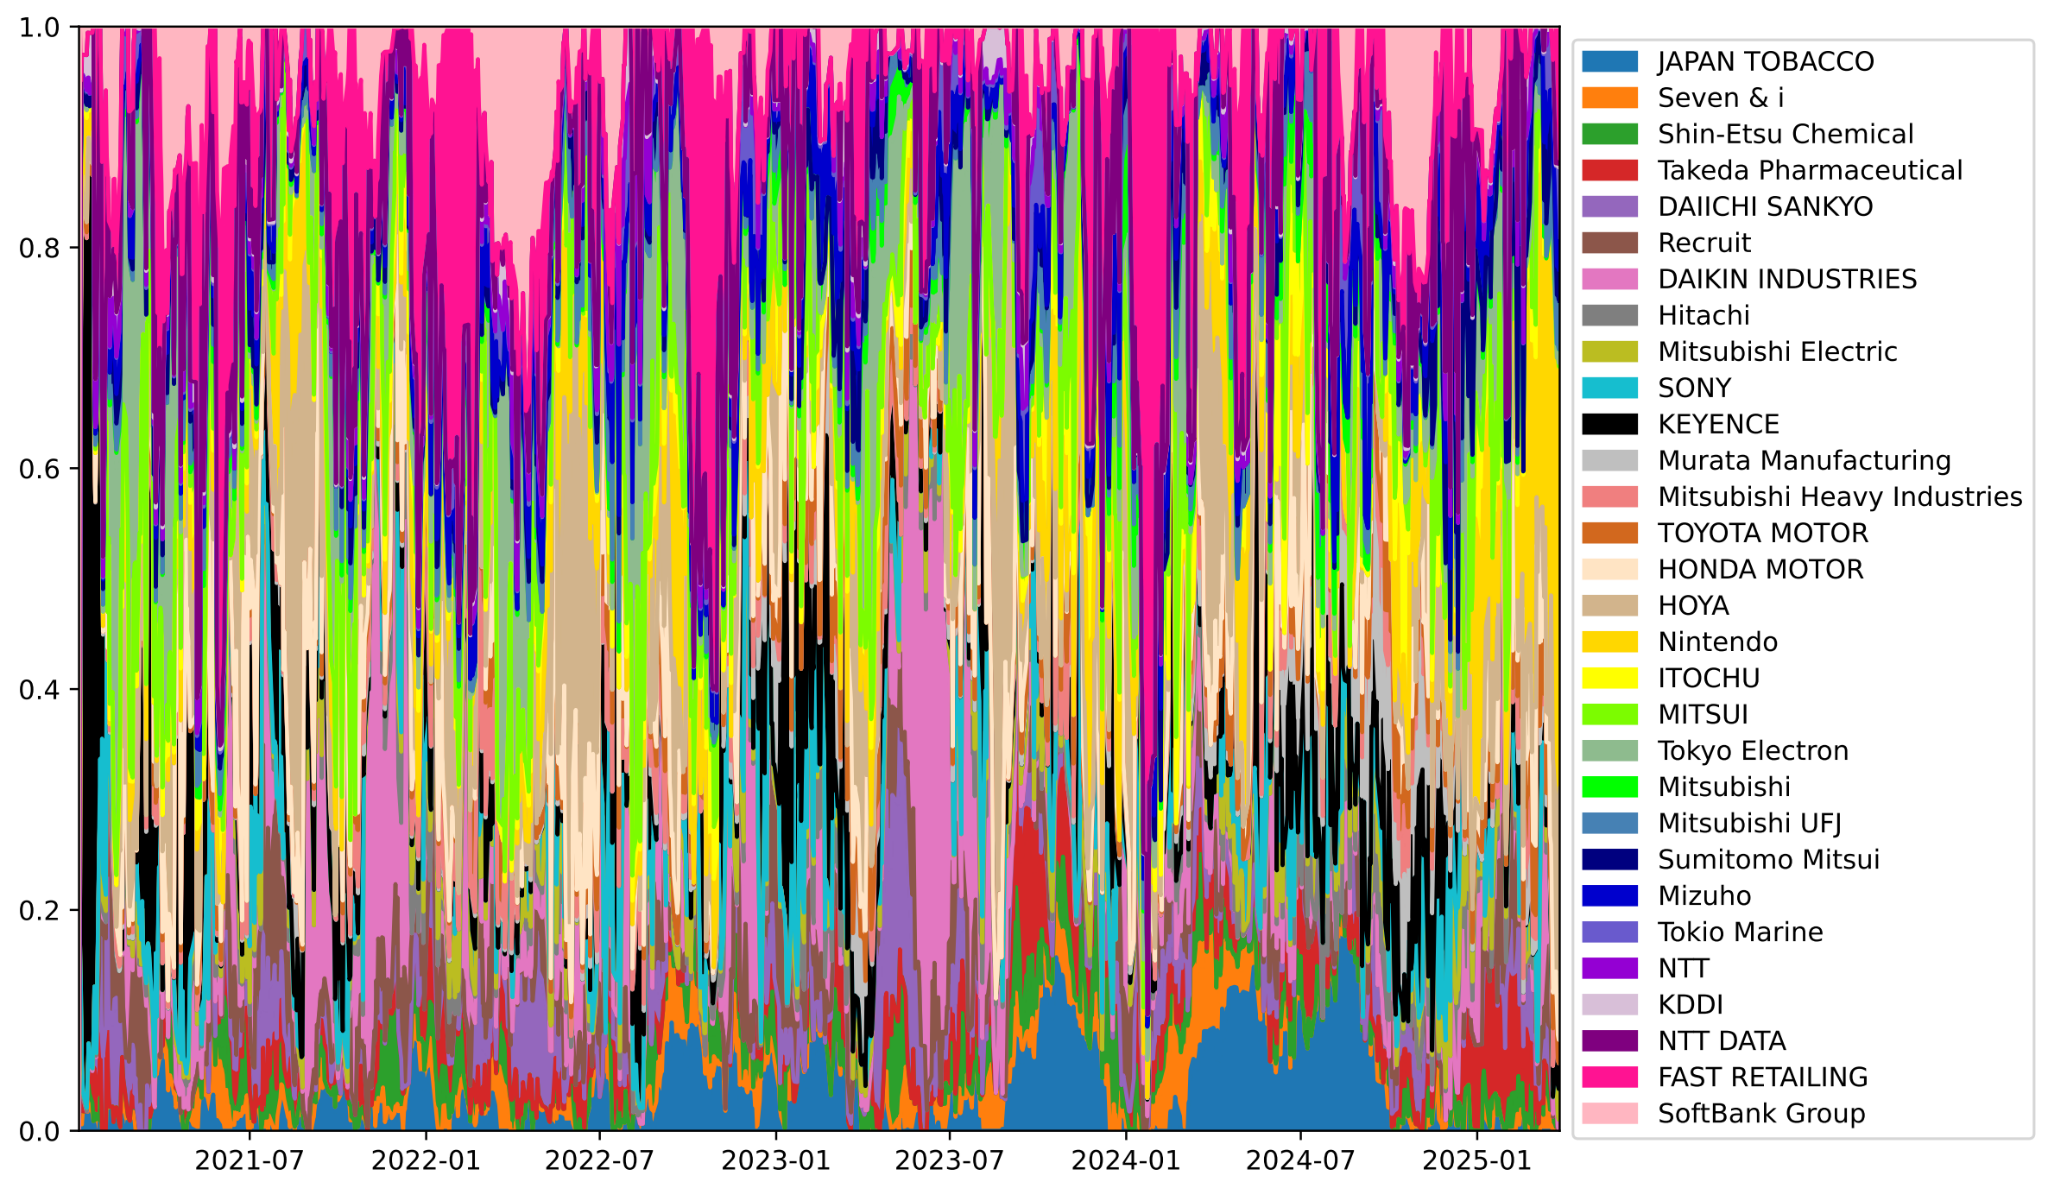 1.0
0.8
0.6
0.4
0.2
0.0
2021-07
2022-01
2022-07
2023-01
2023-07
2024-01
2024-07
2025-01
JAPAN TOBACCO
Seven & i
Shin-Etsu Chemical
Takeda Pharmaceutical
DAIICHI SANKYO
Recruit
DAIKIN INDUSTRIES
Hitachi
Mitsubishi Electric
SONY
KEYENCE
Murata Manufacturing
Mitsubishi Heavy Industries
TOYOTA MOTOR
HONDA MOTOR
HOYA
Nintendo
ITOCHU
MITSUI
Tokyo Electron
Mitsubishi
Mitsubishi UFJ
Sumitomo Mitsui
Mizuho
Tokio Marine
NTT
KDDI
NTT DATA
FAST RETAILING
SoftBank Group